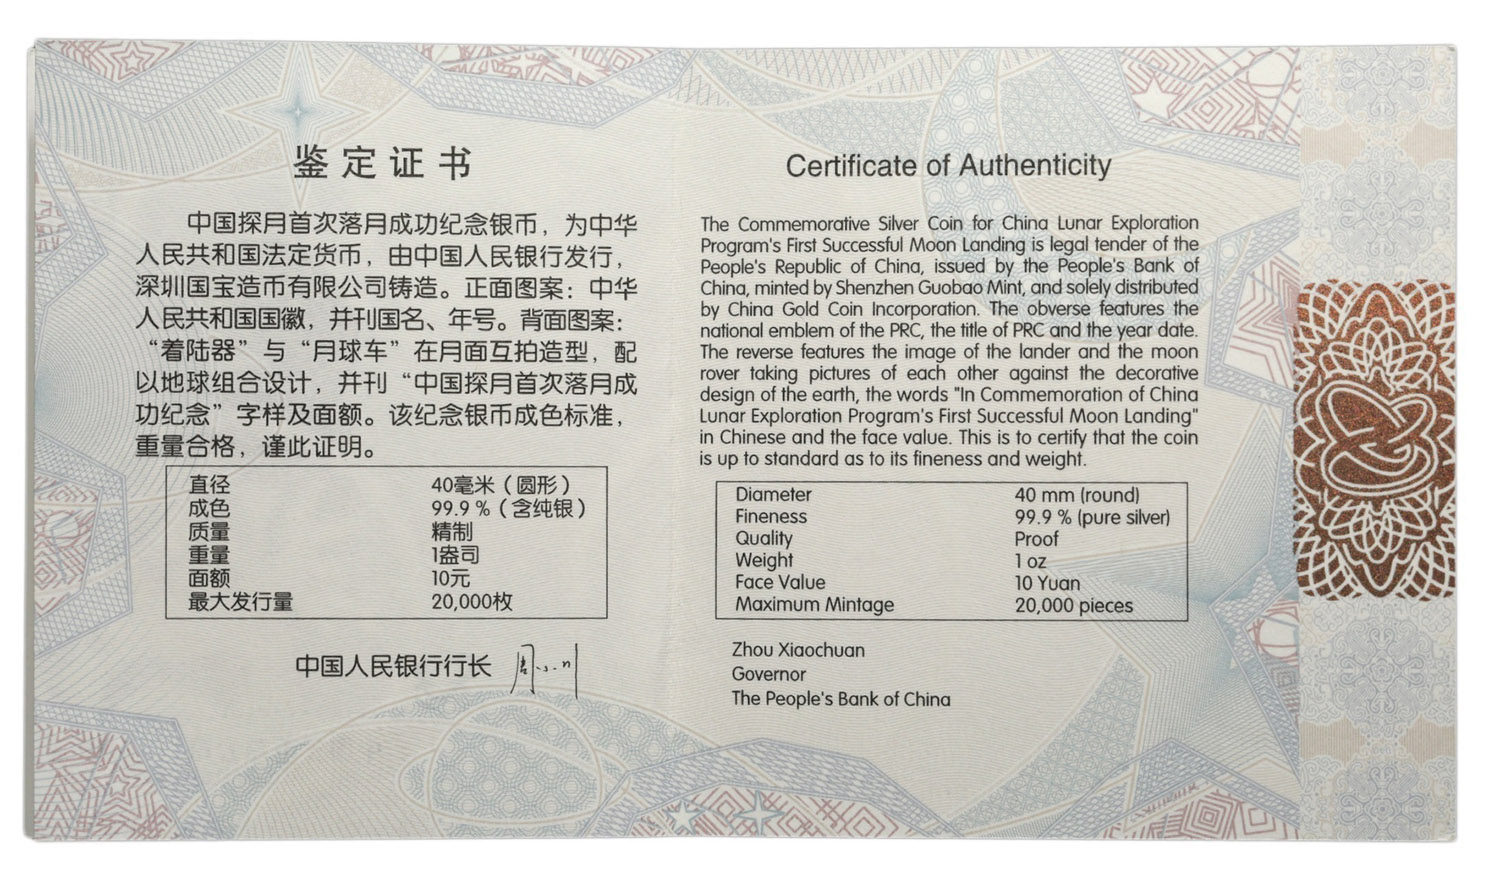 鉴定证书
中国探月首次落月成功纪念银币，为中华
人民共和国法定货币，由中国人民银行发行，
深圳国宝造币有限公司铸造。正面图案：中华
人民共和国国徽，并刊国名、年号。背面图案：
“着陆器”与“月球车”在月面互拍造型，配
以地球组合设计，并刊“中国探月首次落月成
功纪念”字样及面额。该纪念银币成色标准，
重量合格，谨此证明。
直径 40毫米（圆形）
成色 99.9 %（含纯银）
质量 精制
重量 1盎司
面额 10元
最大发行量 20,000枚
中国人民银行行长 周小川
Certificate of Authenticity
The Commemorative Silver Coin for China Lunar Exploration
Program's First Successful Moon Landing is legal tender of the
People's Republic of China, issued by the People's Bank of
China, minted by Shenzhen Guobao Mint, and solely distributed
by China Gold Coin Incorporation. The obverse features the
national emblem of the PRC, the title of PRC and the year date.
The reverse features the image of the lander and the moon
rover taking pictures of each other against the decorative
design of the earth, the words "In Commemoration of China
Lunar Exploration Program's First Successful Moon Landing"
in Chinese and the face value. This is to certify that the coin
is up to standard as to its fineness and weight.
Diameter 40 mm (round)
Fineness 99.9 % (pure silver)
Quality Proof
Weight 1 oz
Face Value 10 Yuan
Maximum Mintage 20,000 pieces
Zhou Xiaochuan
Governor
The People's Bank of China